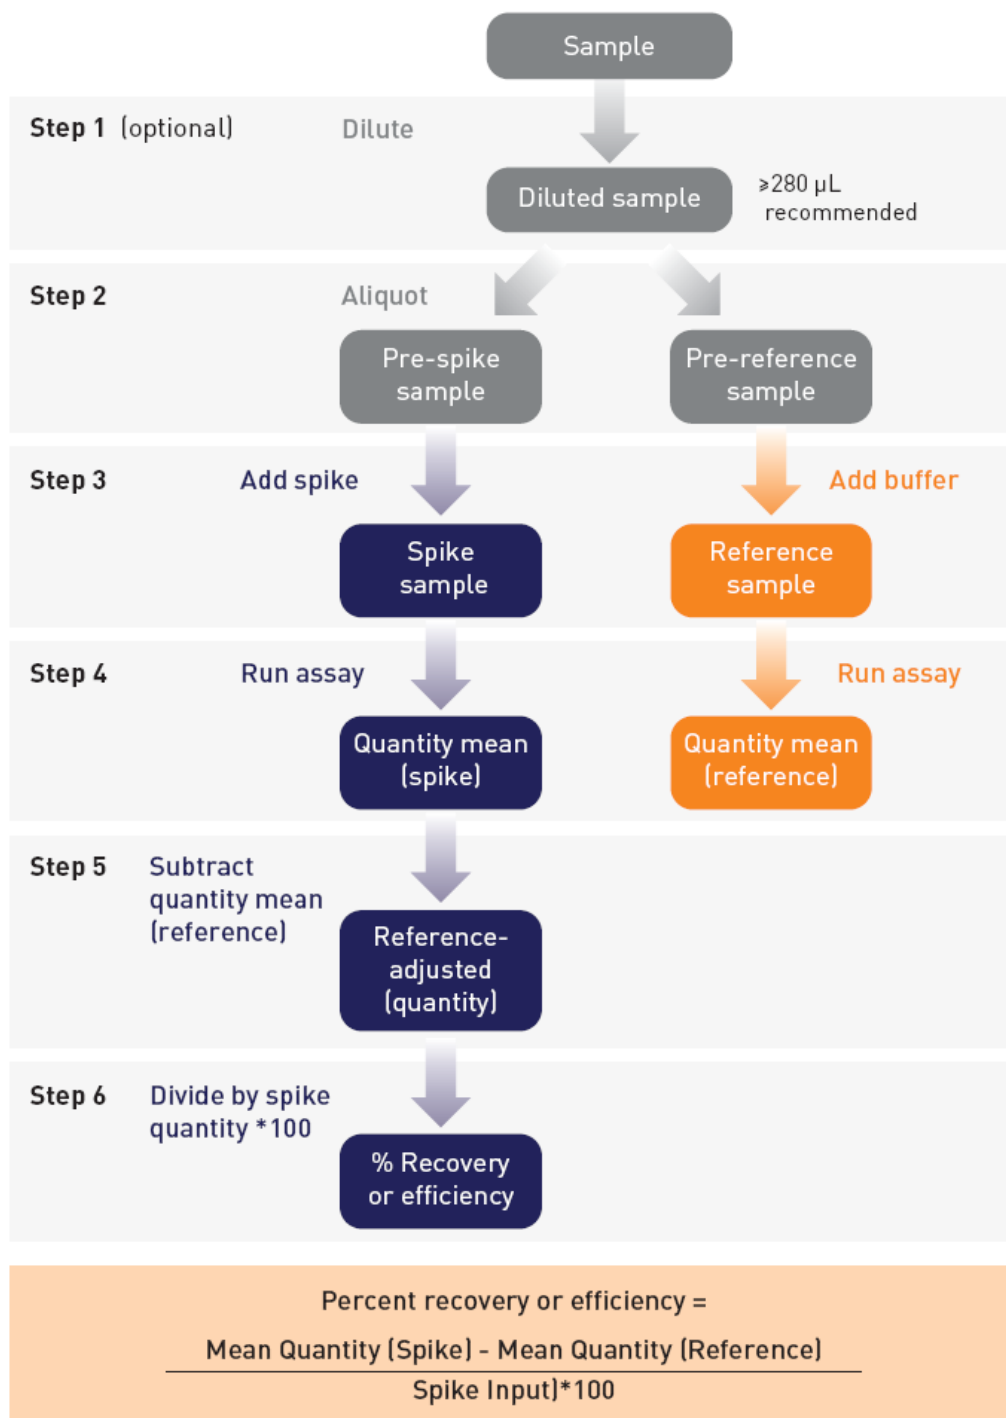 Sample
Step 1 (optional)
Dilute
Diluted sample
≥280 µL
recommended
Step 2
Aliquot
Pre-spike
sample
Pre-reference
sample
Step 3
Add spike
Add buffer
Spike
sample
Reference
sample
Step 4
Run assay
Run assay
Quantity mean
(spike)
Quantity mean
(reference)
Step 5
Subtract
quantity mean
(reference)
Reference-
adjusted
(quantity)
Step 6
Divide by spike
quantity *100
% Recovery
or efficiency
Percent recovery or efficiency =
Mean Quantity (Spike) - Mean Quantity (Reference)
Spike Input)*100